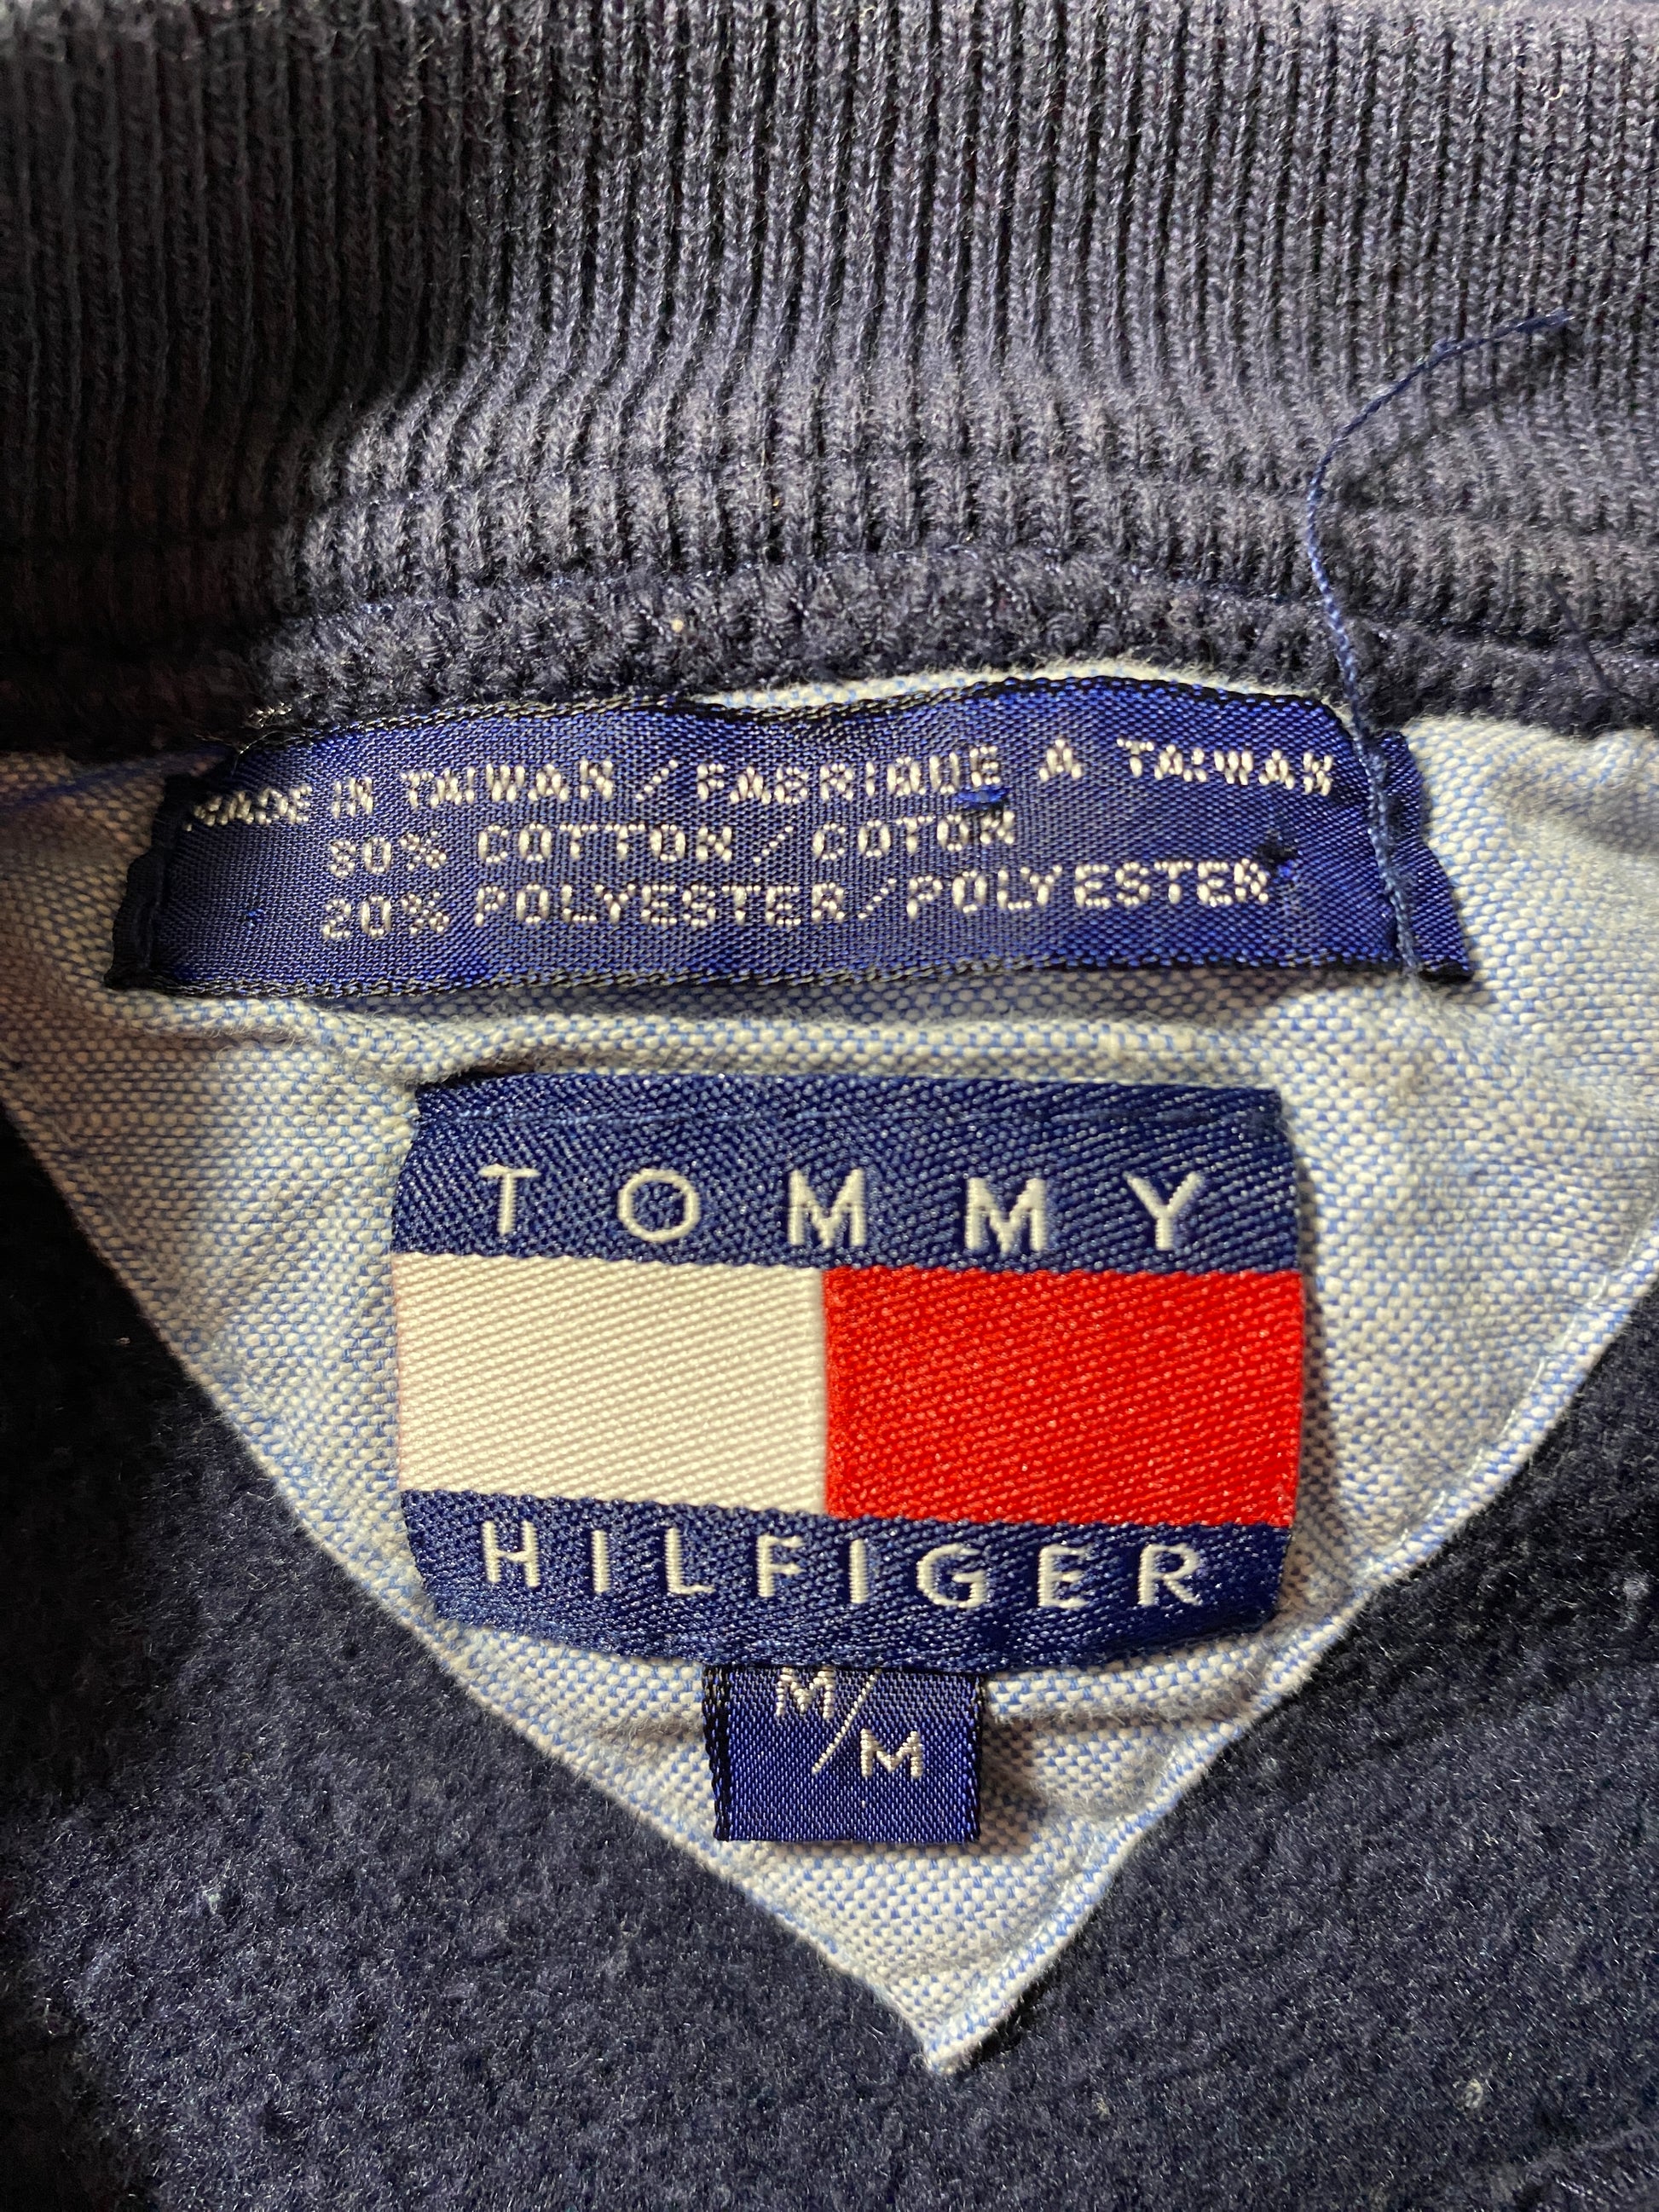 MADE IN TAIWAN / FABRIQUE A TAIWAN
80% COTTON / COTON
20% POLYESTER/POLYESTER
TOMMY
HILFIGER
M/M